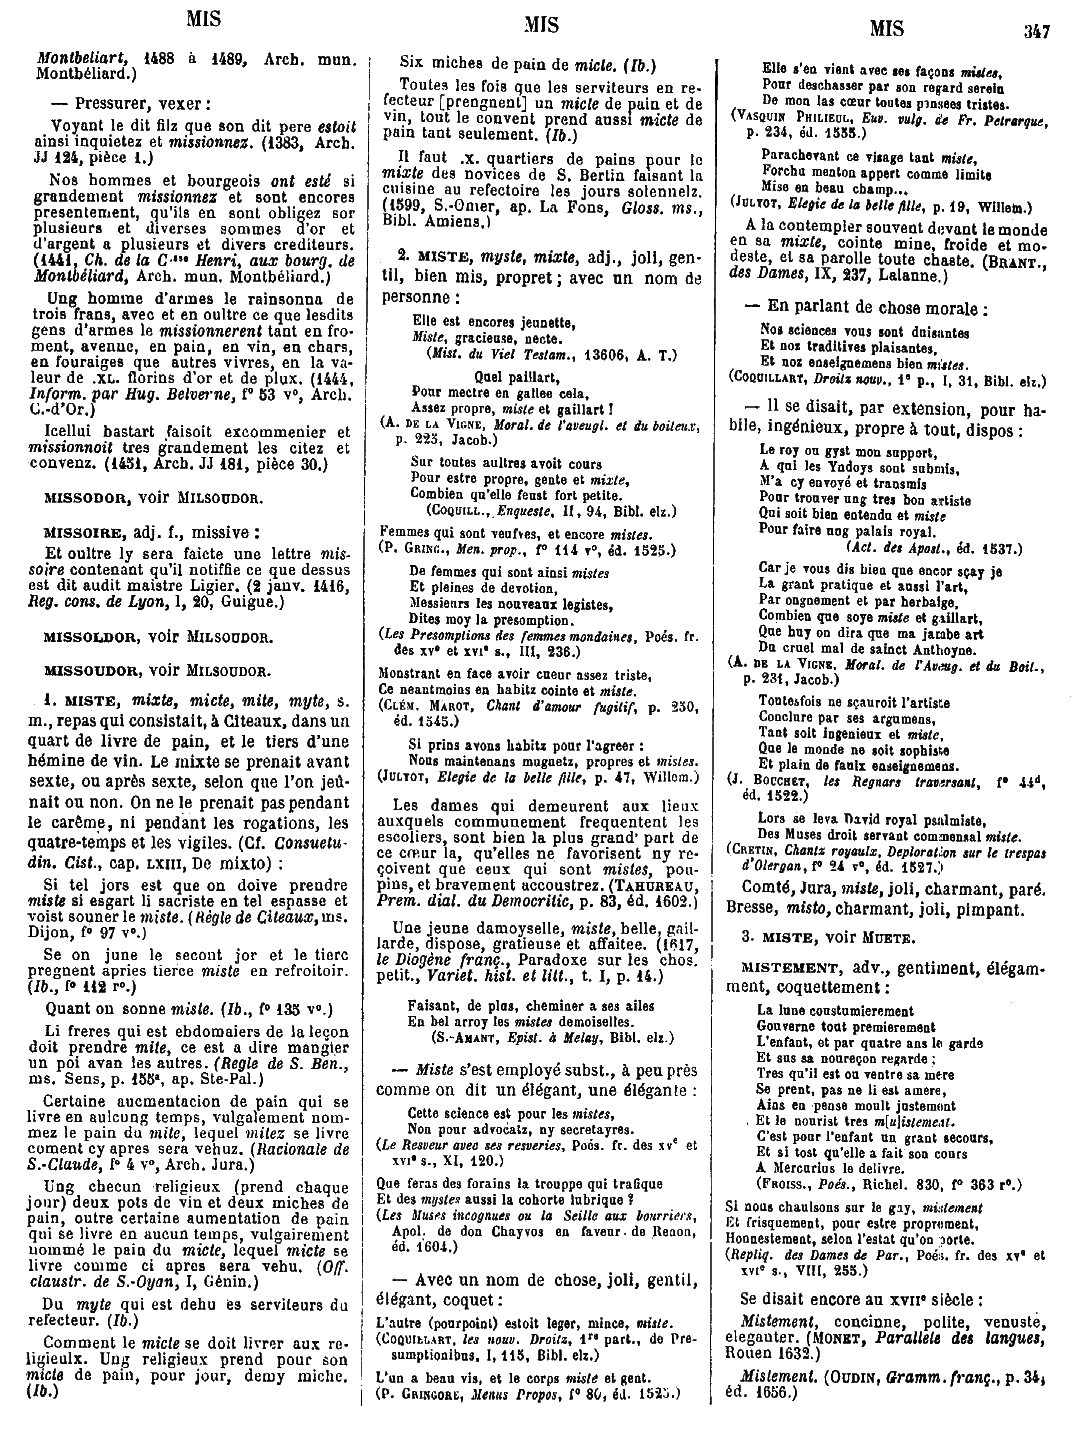 MIS
MIS
MIS
347
Montbeliart, 1488 à 1489, Arch. mun.
Montbéliard.)
— Pressurer, vexer :
Voyant le dit filz que son dit pere estoit
ainsi inquietez et missionnez. (1383, Arch.
JJ 124, pièce 1.)
Nos hommes et bourgeois ont esté si
grandement missionnez et sont encores
presentement, qu'ils en sont obligez sor
plusieurs et diverses sommes d'or et
d'argent a plusieurs et divers crediteurs.
(1441, Ch. de la Ctesse Henri, aux bourg. de
Montbéliard, Arch. mun. Montbéliard.)
Ung homme d'armes le rainsonna de
trois frans, avec et en oultre ce que lesdits
gens d'armes le missionnerent tant en fro-
ment, avenue, en pain, en vin, en chars,
en fouraiges que autres vivres, en la va-
leur de .XL. florins d'or et de plux. (1444,
Inform. par Hug. Belverne, f° 53 v°, Arch.
C.-d'Or.)
Icellui bastart faisoit excommenier et
missionnoit tres grandement les citez et
convenz. (1451, Arch. JJ 181, pièce 30.)
MISSODOR, voir MILSOUDOR.
MISSOIRE, adj. f., missive :
Et oultre ly sera faicte une lettre mis-
soire contenant qu'il notiffie ce que dessus
est dit audit maistre Ligier. (2 janv. 1416,
Reg. cons. de Lyon, I, 20, Guigue.)
MISSOLDOR, voir MILSOUDOR.
MISSOUDOR, voir MILSOUDOR.
1. MISTE, mixte, micte, mite, myte, s.
m., repas qui consistait, à Citeaux, dans un
quart de livre de pain, et le tiers d'une
hémine de vin. Le mixte se prenait avant
sexte, ou après sexte, selon que l'on jeû-
nait ou non. On ne le prenait pas pendant
le carême, ni pendant les rogations, les
quatre-temps et les vigiles. (Cf. Consuetu-
din. Cist., cap. LXIII, De mixto) :
Si tel jors est que on doive prendre
miste si esgart li sacriste en tel espasse et
voist souner le miste. (Règle de Citeaux, ms.
Dijon, f° 97 v°.)
Se on june le secont jor et le tierc
pregnent apries tierce miste en refroitoir.
(Ib., f° 112 r°.)
Quant on sonne miste. (Ib., f° 135 v°.)
Li freres qui est ebdomaiers de la leçon
doit prendre mite, ce est a dire mangier
un poi avan les autres. (Regle de S. Ben.,
ms. Sens, p. 155ª, ap. Ste-Pal.)
Certaine aucmentacion de pain qui se
livre en aulcung temps, vulgalement nom-
mez le pain du mite, lequel mitez se livre
coment cy apres sera vehuz. (Racionale de
S.-Claude, f° 4 v°, Arch. Jura.)
Ung checun religieux (prend chaque
jour) deux pots de vin et deux miches de
pain, outre certaine aumentation de pain
qui se livre en aucun temps, vulgairement
nommé le pain du micte, lequel micte se
livre comme ci apres sera vehu. (Off.
claustr. de S.-Oyan, I, Génin.)
Du myte qui est dehu es serviteurs du
refecteur. (Ib.)
Comment le micte se doit livrer aux re-
ligieulx. Ung religieux prend pour son
micte de pain, pour jour, demy miche.
(Ib.)
Six miches de pain de micte. (Ib.)
Toutes les fois que les serviteurs en re-
fecteur [prengnent] un micte de pain et de
vin, tout le convent prend aussi micte de
pain tant seulement. (Ib.)
Il faut .x. quartiers de pains pour le
mixte des novices de S. Bertin faisant la
cuisine au refectoire les jours solennelz.
(1599, S.-Omer, ap. La Fons, Gloss. ms.,
Bibl. Amiens.)
2. MISTE, myste, mixte, adj., joli, gen-
til, bien mis, propret ; avec un nom de
personne :
Elle est encores jeunette,
Miste, gracieuse, necte.
(Mist. du Viel Testam., 13606, A. T.)
Quel paillart,
Pour mectre en gallee cela,
Assez propre, miste et gaillart !
(A. DE LA VIGNE, Moral. de l'aveugl. et du boiteux,
p. 223, Jacob.)
Sur toutes aultres avoit cours
Pour estre propre, gente et mixte,
Combien qu'elle feust fort petite.
(COQUILL., Enqueste, II, 94, Bibl. elz.)
Femmes qui sont veufves, et encore mistes.
(P. GRING., Men. prop., f° 114 v°, éd. 1525.)
De femmes qui sont ainsi mistes
Et pleines de devotion,
Messieurs les nouveaux legistes,
Dites moy la presomption.
(Les Presomptions des femmes mondaines, Poés. fr.
des xvᵉ et xvıᵉ s., III, 236.)
Monstrant en face avoir cueur assez triste,
Ce neantmoins en habitz cointe et miste.
(CLÉM. MAROT, Chant d'amour fugitif, p. 250,
éd. 1545.)
Si prins avons habitz pour l'agreer :
Nous maintenans muguetz, propres et mistes.
(JULYOT, Elegie de la belle fille, p. 47, Willem.)
Les dames qui demeurent aux lieux
auxquels communement frequentent les
escoliers, sont bien la plus grand' part de
ce cœur la, qu'elles ne favorisent ny re-
çoivent que ceux qui sont mistes, pou-
pins, et bravement accoustrez. (TAHUREAU,
Prem. dial. du Democritic, p. 83, éd. 1602.)
Une jeune damoyselle, miste, belle, gail-
larde, dispose, gratieuse et affaitee. (1617,
le Diogène franç., Paradoxe sur les chos.
petit., Variet. hist. et litt., t. I, p. 14.)
Faisant, de plus, cheminer a ses ailes
En bel arroy les mistes demoiselles.
(S.-AMANT, Epist. à Melay, Bibl. elz.)
— Miste s'est employé subst., à peu près
comme on dit un élégant, une élégante :
Cette science est pour les mistes,
Non pour advocatz, ny secretayres.
(Le Resveur avec ses resveries, Poés. fr. des xvᵉ et
xvıᵉ s., XI, 120.)
Que feras des forains la trouppe qui trafique
Et des mystes aussi la cohorte lubrique ?
(Les Muses incognues ou la Seille aux bourriers,
Apol. de don Chayvos en faveur de Renon,
éd. 1604.)
— Avec un nom de chose, joli, gentil,
élégant, coquet :
L'autre (pourpoint) estoit leger, mince, miste.
(COQUILLART, les nouv. Droitz, 1re part., de Pre-
sumptionibus, I, 115, Bibl. elz.)
L'un a beau vis, et le corps miste et gent.
(P. GRINGORE, Menus Propos, f° 80, éd. 1525.)
Elle s'en vient avec ses façons mistes,
Pour deschasser par son regard serein
De mon las cœur toutes pinsees tristes.
(VASQUIN PHILIEUL, Euv. vulg. de Fr. Petrarque,
p. 234, éd. 1555.)
Parachevant ce visage tant miste,
Forchu menton appert comme limite
Mise en beau champ...
(JULYOT, Elegie de la belle fille, p. 19, Willem.)
A la contempler souvent devant le monde
en sa mixte, cointe mine, froide et mo-
deste, et sa parolle toute chaste. (BRANT.,
des Dames, IX, 237, Lalanne.)
— En parlant de chose morale :
Nos sciences vous sont duisantes
Et noz traditives plaisantes,
Et noz enseignemens bien mistes.
(COQUILLART, Droitz nouv., 1ᵉ p., I, 31, Bibl. elz.)
— Il se disait, par extension, pour ha-
bile, ingénieux, propre à tout, dispos :
Le roy ou gyst mon support,
A qui les Yndoys sont submis,
M'a cy envoyé et transmis
Pour trouver ung tres bon artiste
Qui soit bien entendu et miste
Pour faire ung palais royal.
(Act. des Apost., éd. 1537.)
Car je vous dis bien que encor sçay je
La grant pratique et aussi l'art,
Par ongnement et par herbaige,
Combien que soye miste et gaillart,
Que huy on dira que ma jambe art
Du cruel mal de sainct Anthoyne.
(A. DE LA VIGNE, Moral. de l'Aveug. et du Boit.,
p. 231, Jacob.)
Toutesfois ne sçauroit l'artiste
Conclure par ses argumens,
Tant soit ingenieux et miste,
Que le monde ne soit sophiste
Et plain de faulx enseignemens.
(J. BOUCHET, les Regnars traversant, f° 44ᵈ,
éd. 1522.)
Lors se leva David royal psalmiste,
Des Muses droit servant commensal miste.
(CRETIN, Chantz royaulx, Deploration sur le trespas
d'Olergan, f° 24 v°, éd. 1527.)
Comté, Jura, miste, joli, charmant, paré.
Bresse, misto, charmant, joli, pimpant.
3. MISTE, voir MUETE.
MISTEMENT, adv., gentiment, élégam-
ment, coquettement :
La lune coustumierement
Gouverne tout premierement
L'enfant, et par quatre ans le garde
Et sus sa noureçon regarde ;
Tres qu'il est ou ventre sa mere
Se prent, pas ne li est amere,
Ains en pense moult justement
Et le nourist tres m[u]istement.
C'est pour l'enfant un grant secours,
Et si tost qu'elle a fait son cours
A Mercurius le delivre.
(FROISS., Poés., Richel. 830, f° 363 r°.)
Si nous chaulsons sur le gay, mistement
Et frisquement, pour estre proprement,
Honnestement, selon l'estat qu'on porte.
(Repliq. des Dames de Par., Poés. fr. des xvᵉ et
xvıᵉ s., VIII, 255.)
Se disait encore au XVIIᵉ siècle :
Mistement, concinne, polite, venuste,
eleganter. (MONET, Parallele des langues,
Rouen 1632.)
Mistement. (OUDIN, Gramm. franç., p. 34,
éd. 1656.)